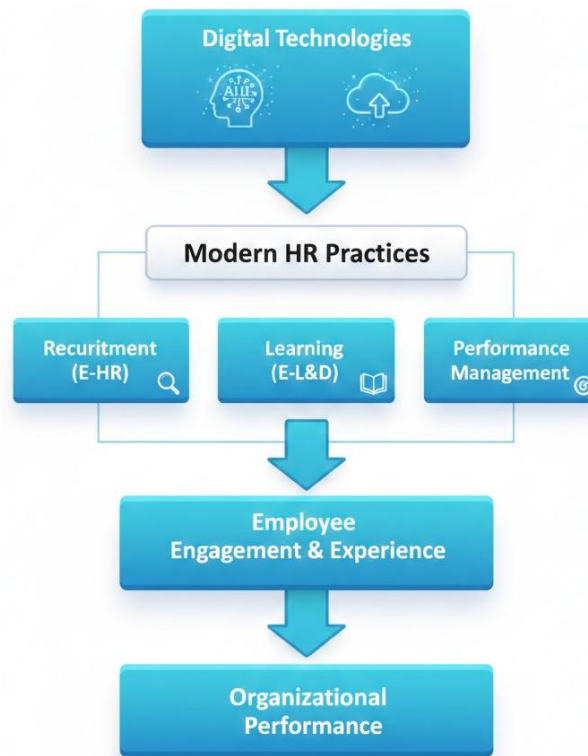 Digital Technologies
AI
Modern HR Practices
Recuritment
(E-HR)
Learning
(E-L&D)
Performance
Management
Employee
Engagement & Experience
Organizational
Performance